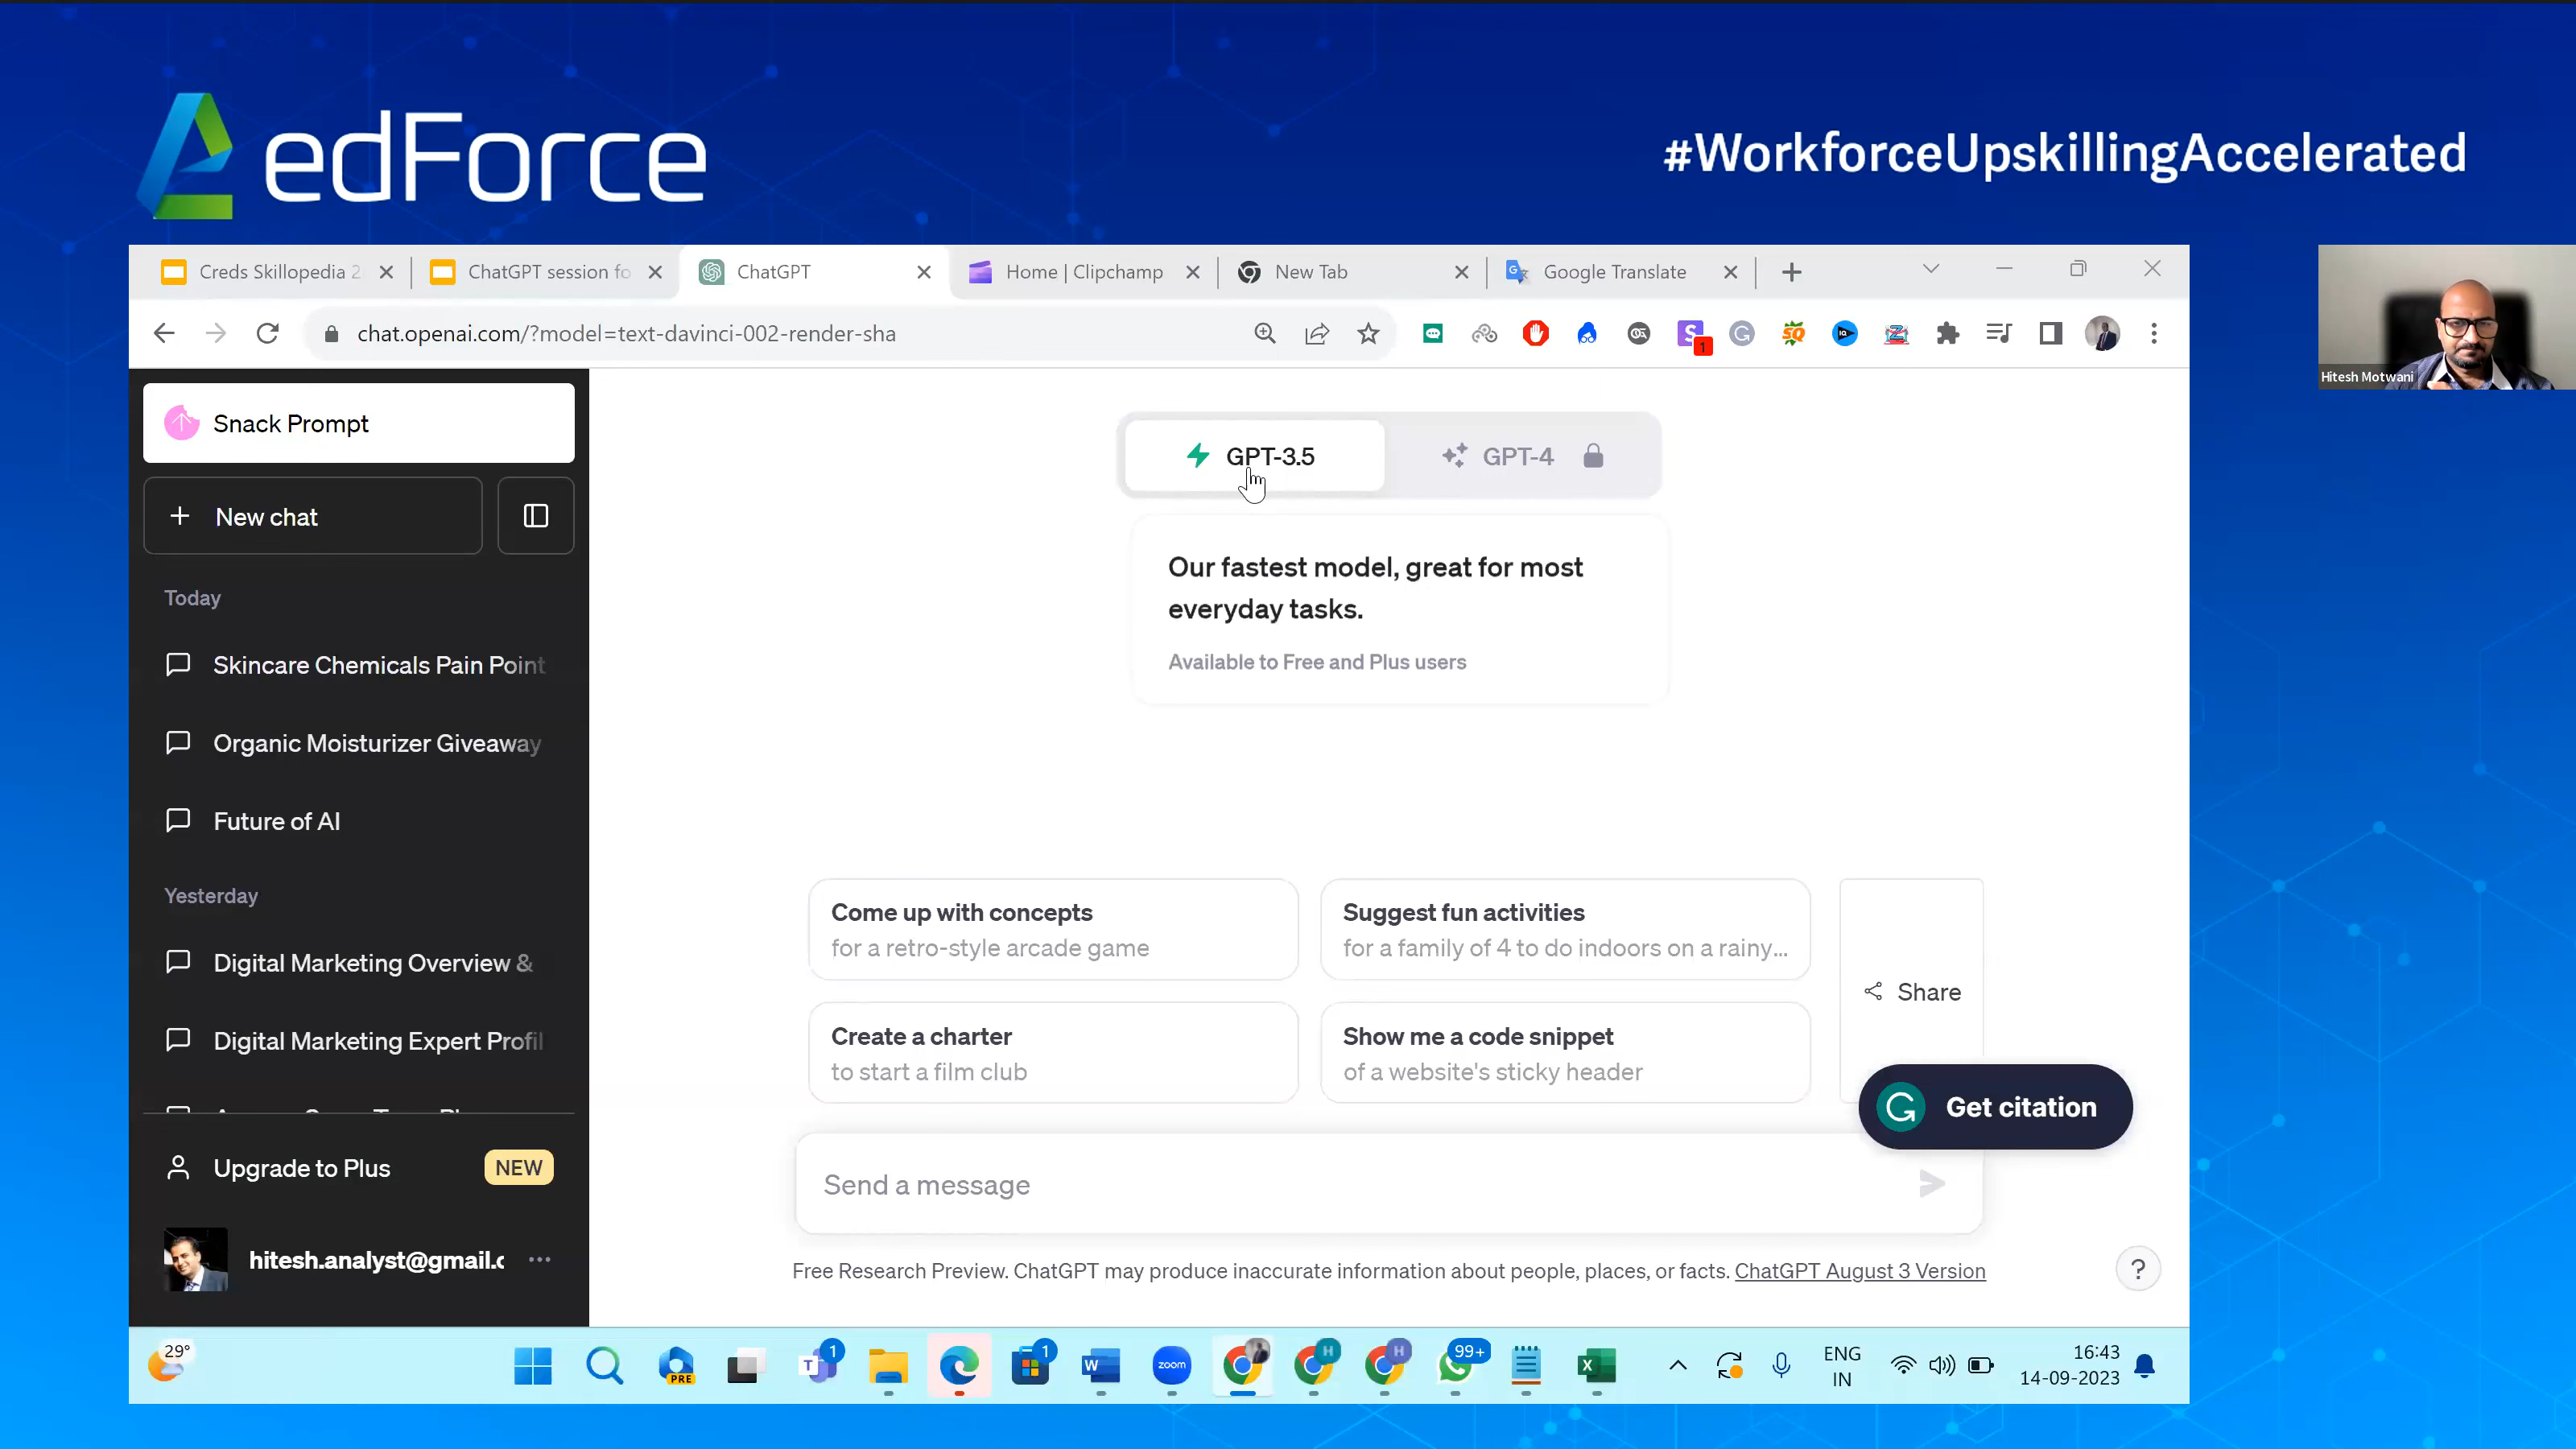 edForce
#WorkforceUpskillingAccelerated
Creds Skillopedia 2
ChatGPT session fo
ChatGPT
Home | Clipchamp
New Tab
Google Translate
chat.openai.com/?model=text-davinci-002-render-sha
1
Hitesh Motwani
Snack Prompt
New chat
Today
Skincare Chemicals Pain Point
Organic Moisturizer Giveaway
Future of AI
Yesterday
Digital Marketing Overview &
Digital Marketing Expert Profil
Upgrade to Plus
NEW
hitesh.analyst@gmail.c
GPT-3.5
GPT-4
Our fastest model, great for most
everyday tasks.
Available to Free and Plus users
Come up with concepts
for a retro-style arcade game
Suggest fun activities
for a family of 4 to do indoors on a rainy...
Create a charter
to start a film club
Show me a code snippet
of a website's sticky header
Share
Get citation
Send a message
Free Research Preview. ChatGPT may produce inaccurate information about people, places, or facts. ChatGPT August 3 Version
?
29°
PRE
1
1
zoom
H
H
99+
ENG
IN
16:43
14-09-2023